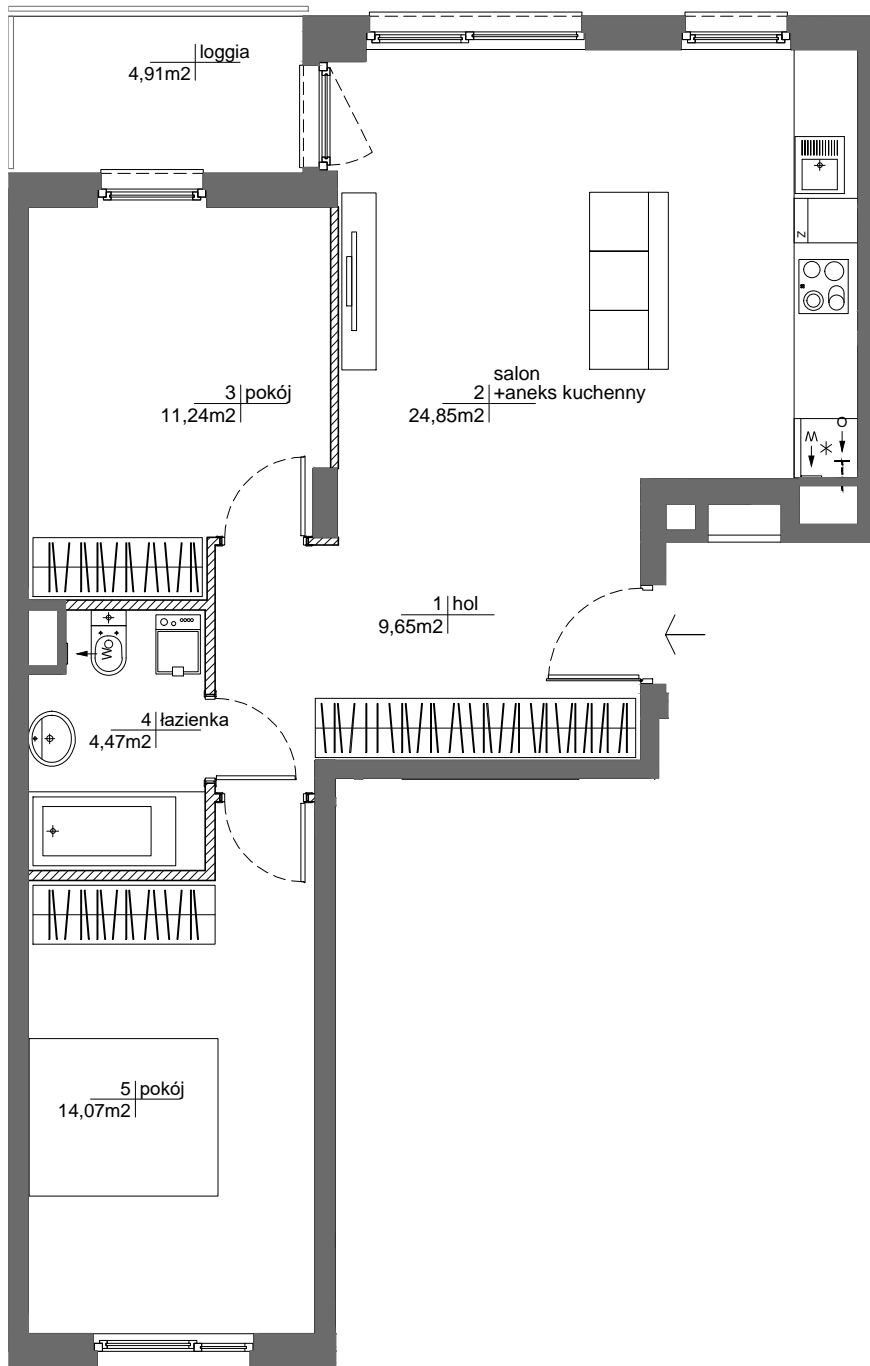 loggia
4,91m2
Z
3 pokój
11,24m2
salon
2 +aneks kuchenny
24,85m2
W
O
1 hol
9,65m2
Wc
4 łazienka
4,47m2
5 pokój
14,07m2